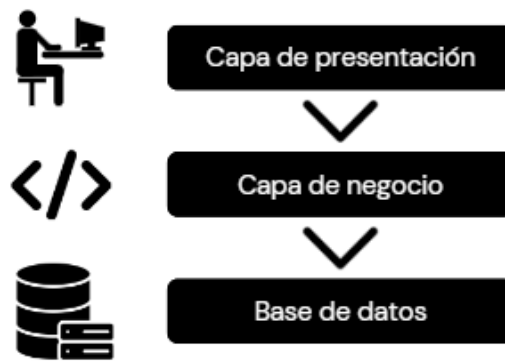 Capa de presentación
Capa de negocio
Base de datos